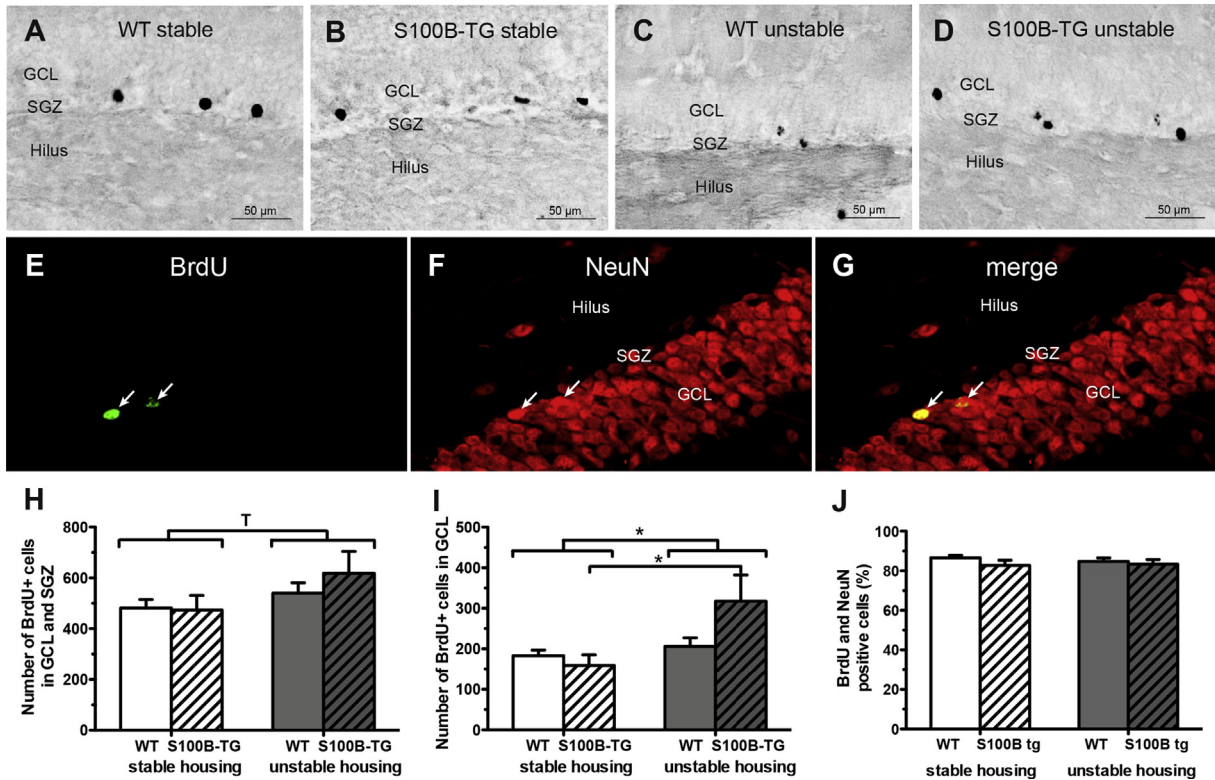 A WT stable
GCL
SGZ
Hilus
50 µm
B S100B-TG stable
GCL
SGZ
Hilus
50 µm
C WT unstable
GCL
SGZ
Hilus
50 µm
D S100B-TG unstable
GCL
SGZ
Hilus
50 µm
E BrdU
F NeuN
Hilus
SGZ
GCL
G merge
Hilus
SGZ
GCL
H
Number of BrdU+ cells
in GCL and SGZ
800
600
400
200
0
T
WT S100B-TG WT S100B-TG
stable housing unstable housing
I
Number of BrdU+ cells in GCL
500
400
300
200
100
0
*
*
WT S100B-TG WT S100B-TG
stable housing unstable housing
J
BrdU and NeuN
positive cells (%)
100
80
60
40
20
0
WT S100B tg WT S100B tg
stable housing unstable housing